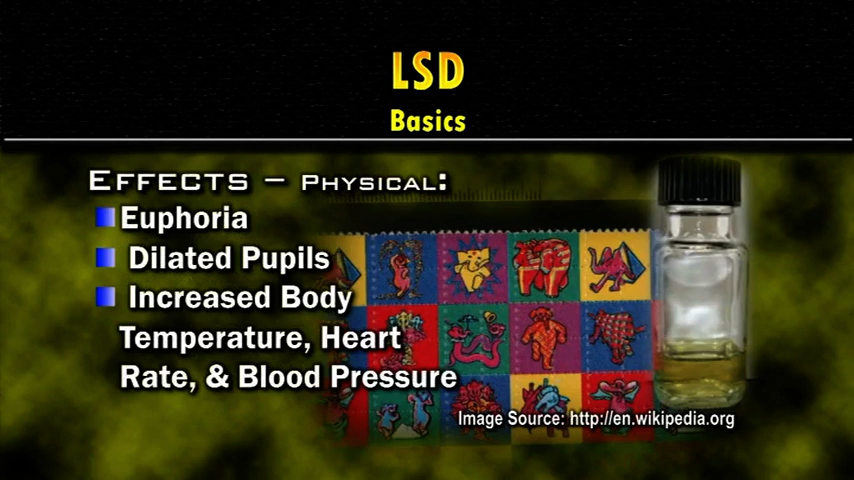 LSD
Basics
Effects – Physical:
Euphoria
Dilated Pupils
Increased Body
Temperature, Heart
Rate, & Blood Pressure
Image Source: http://en.wikipedia.org